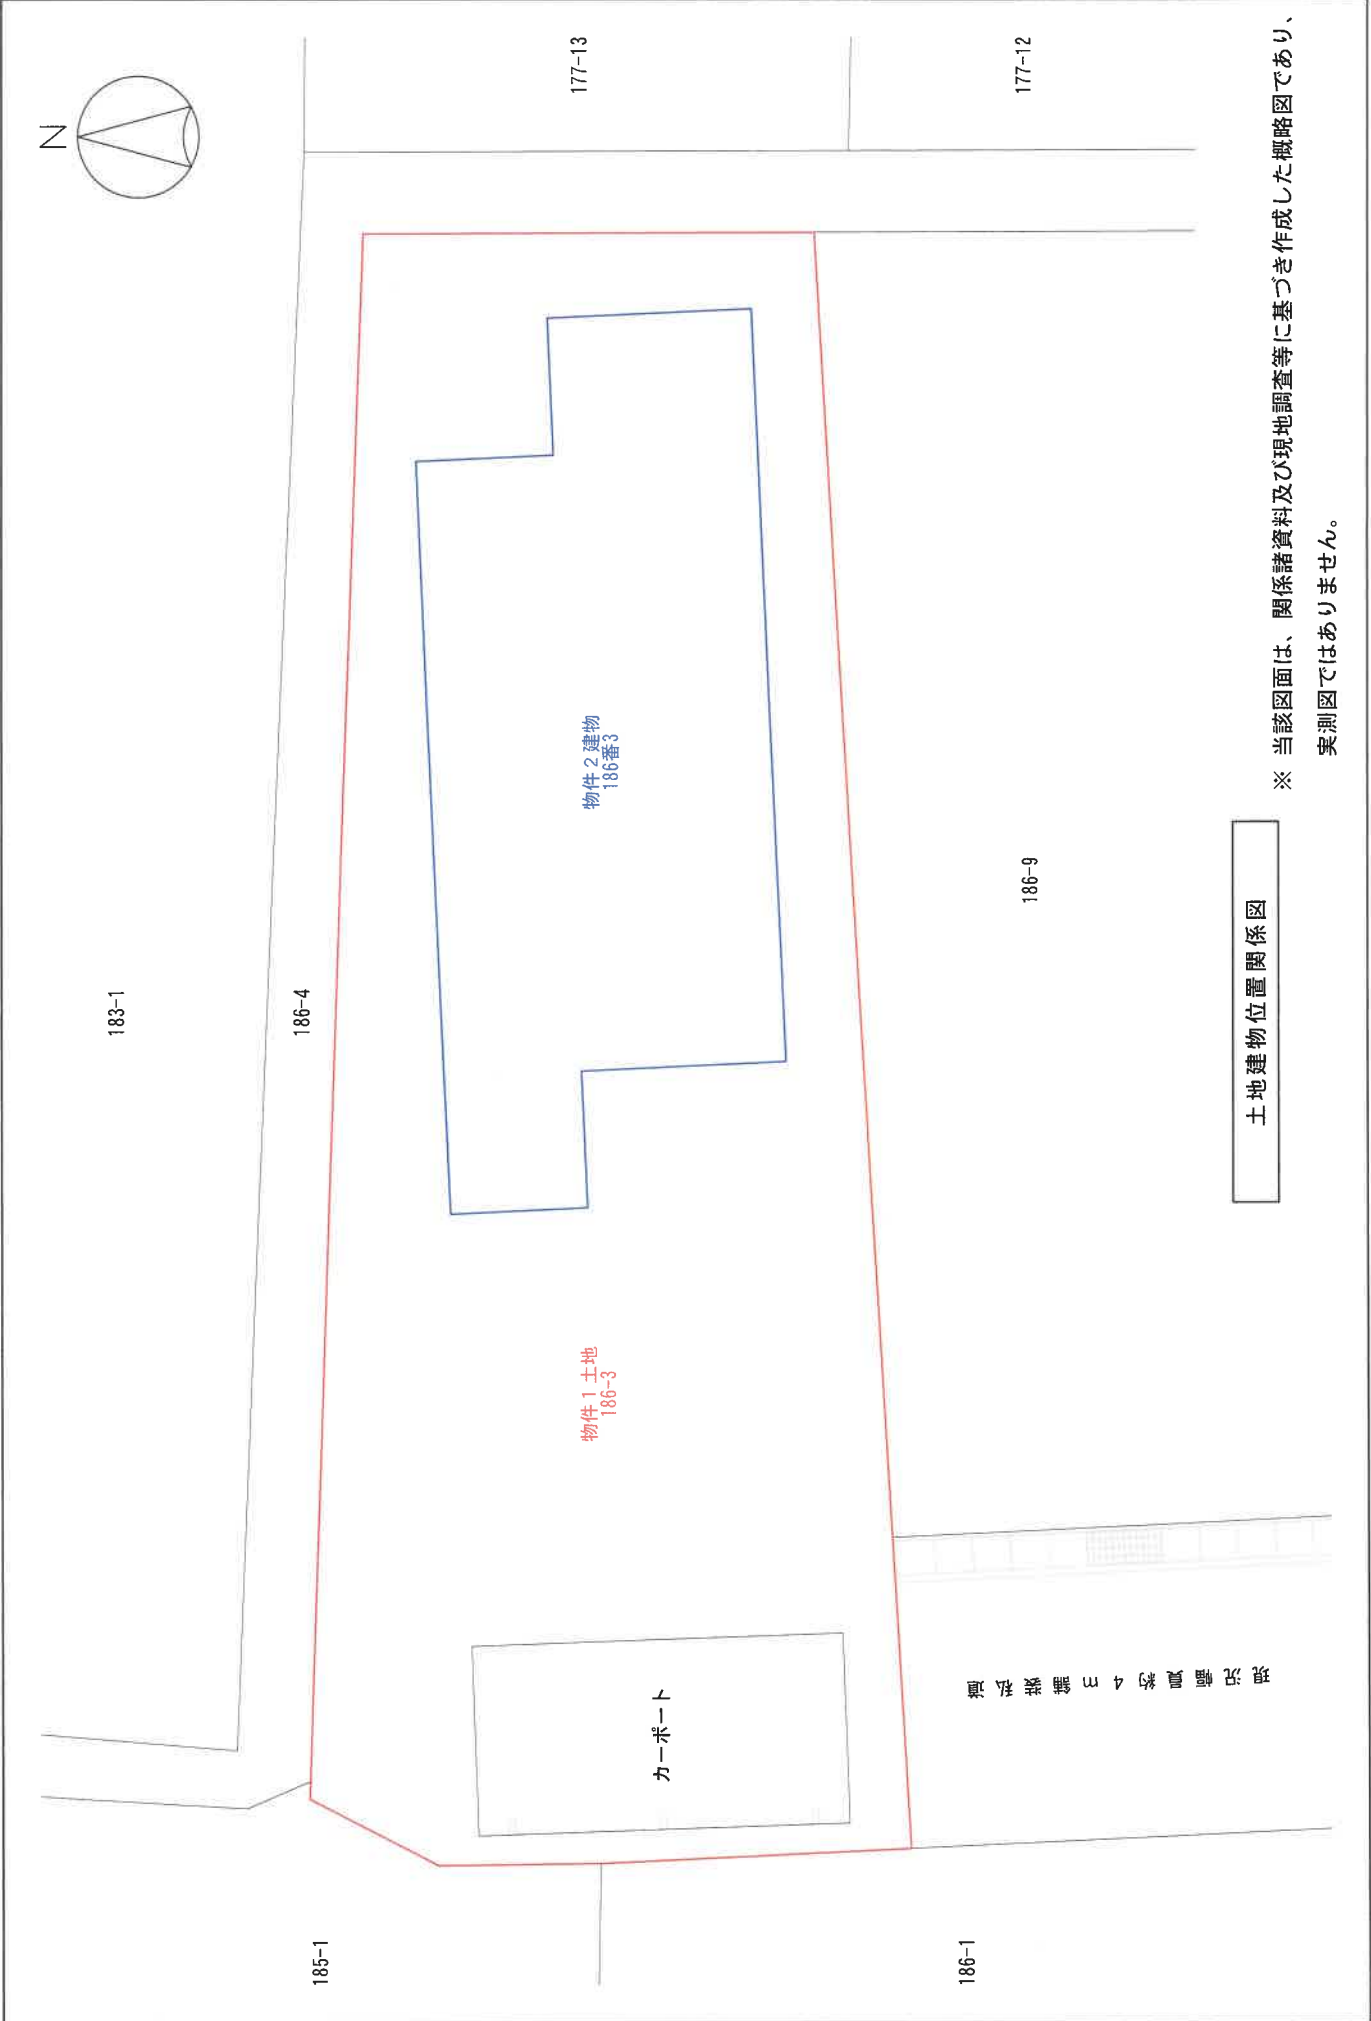 N
183-1
186-4
185-1
177-13
177-12
物件2 建物
186番3
物件1 土地
186-3
カーポート
186-9
186-1
現況幅員約4m舗装私道
土地建物位置関係図
※ 当該図面は、関係諸資料及び現地調査等に基づき作成した概略図であり、
実測図ではありません。